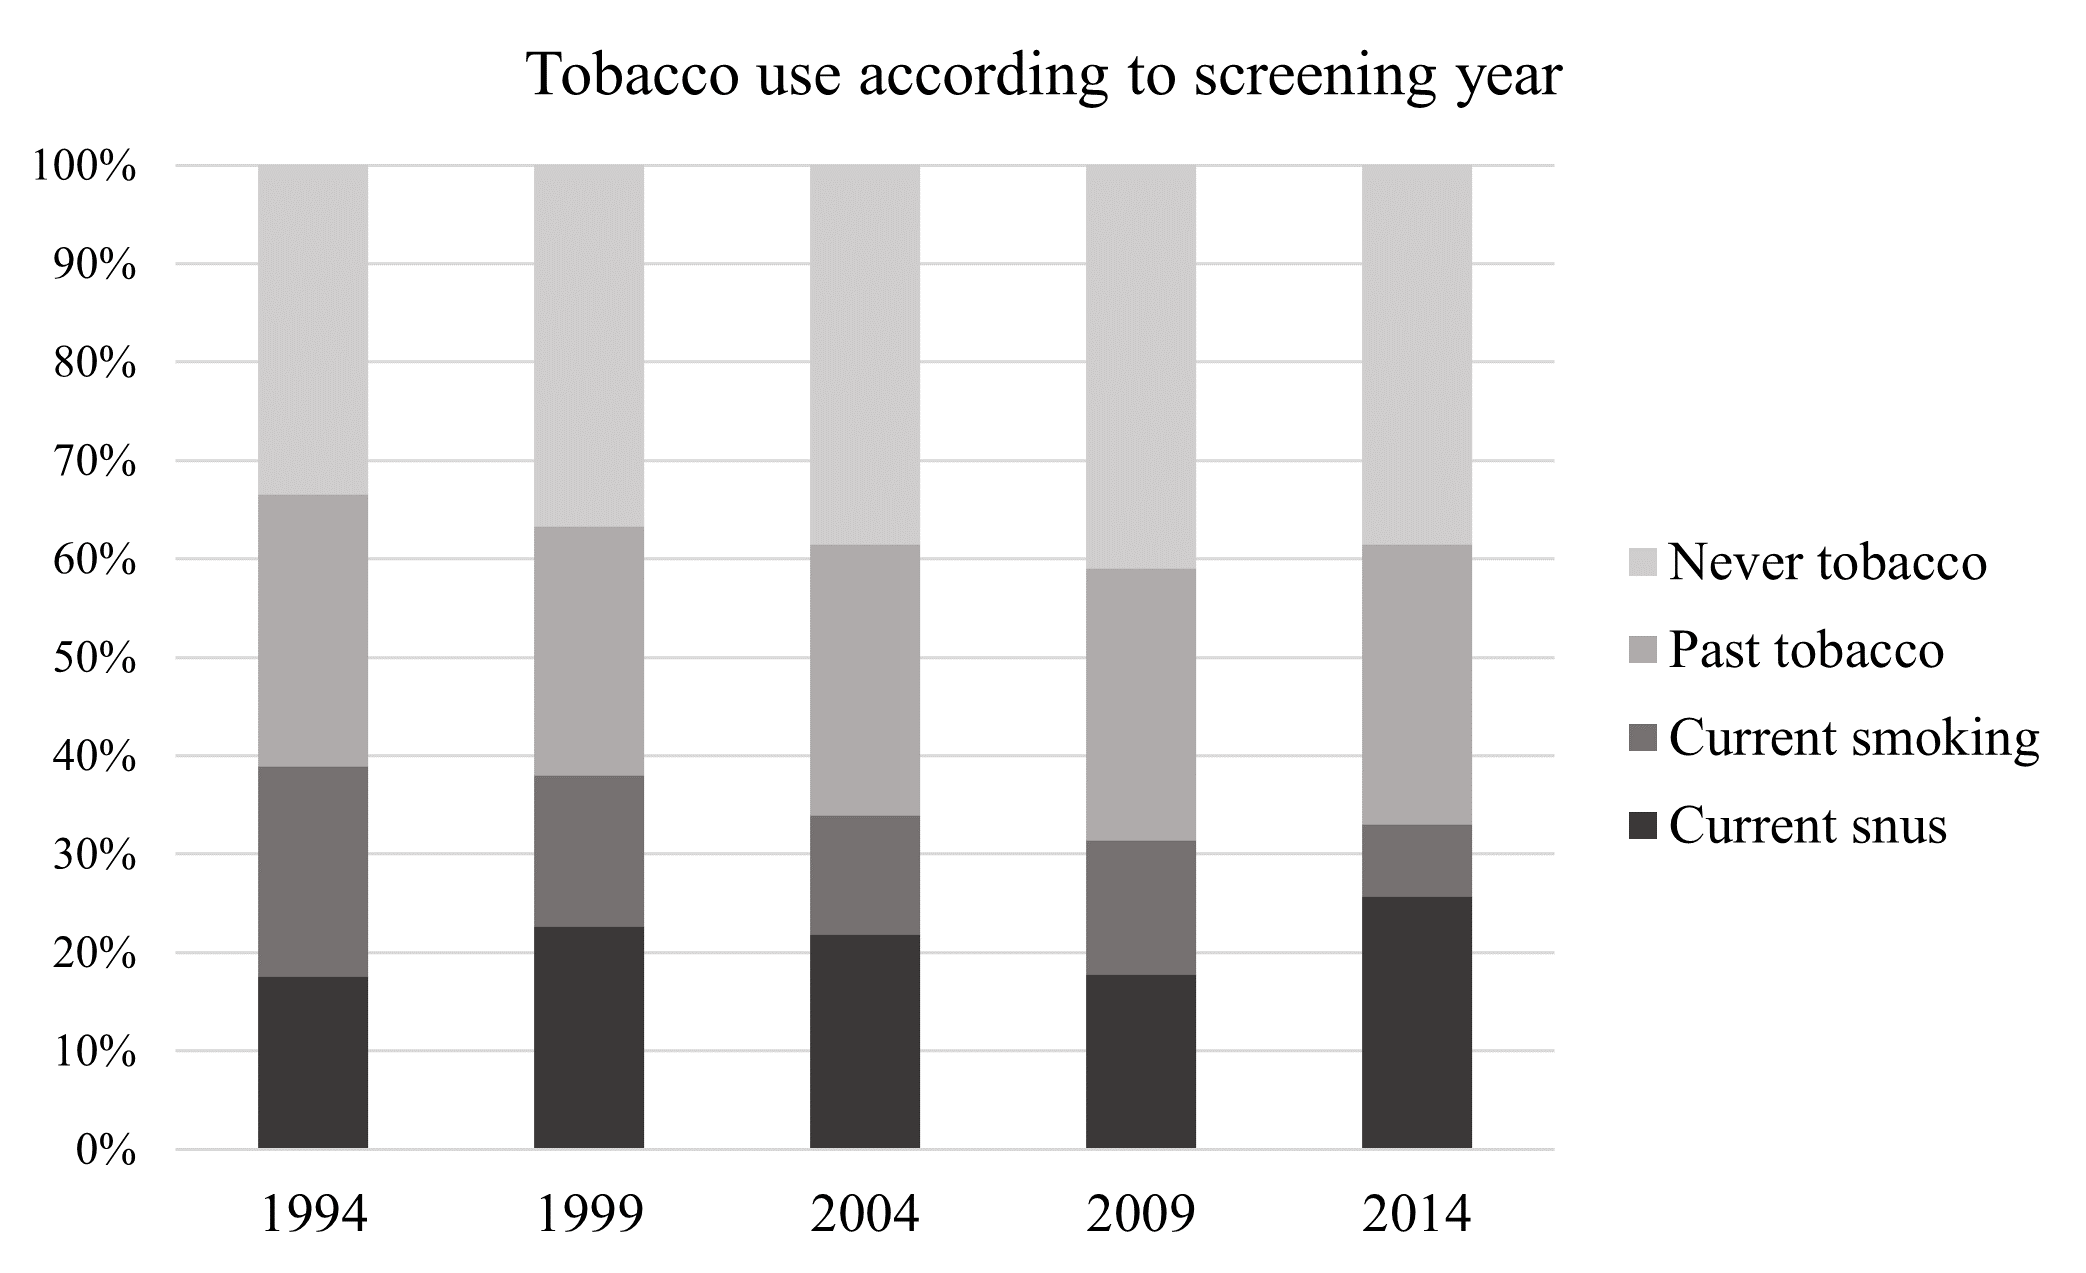 Tobacco use according to screening year
100%
90%
80%
70%
60%
50%
40%
30%
20%
10%
0%
1994 1999 2004 2009 2014
Never tobacco
Past tobacco
Current smoking
Current snus